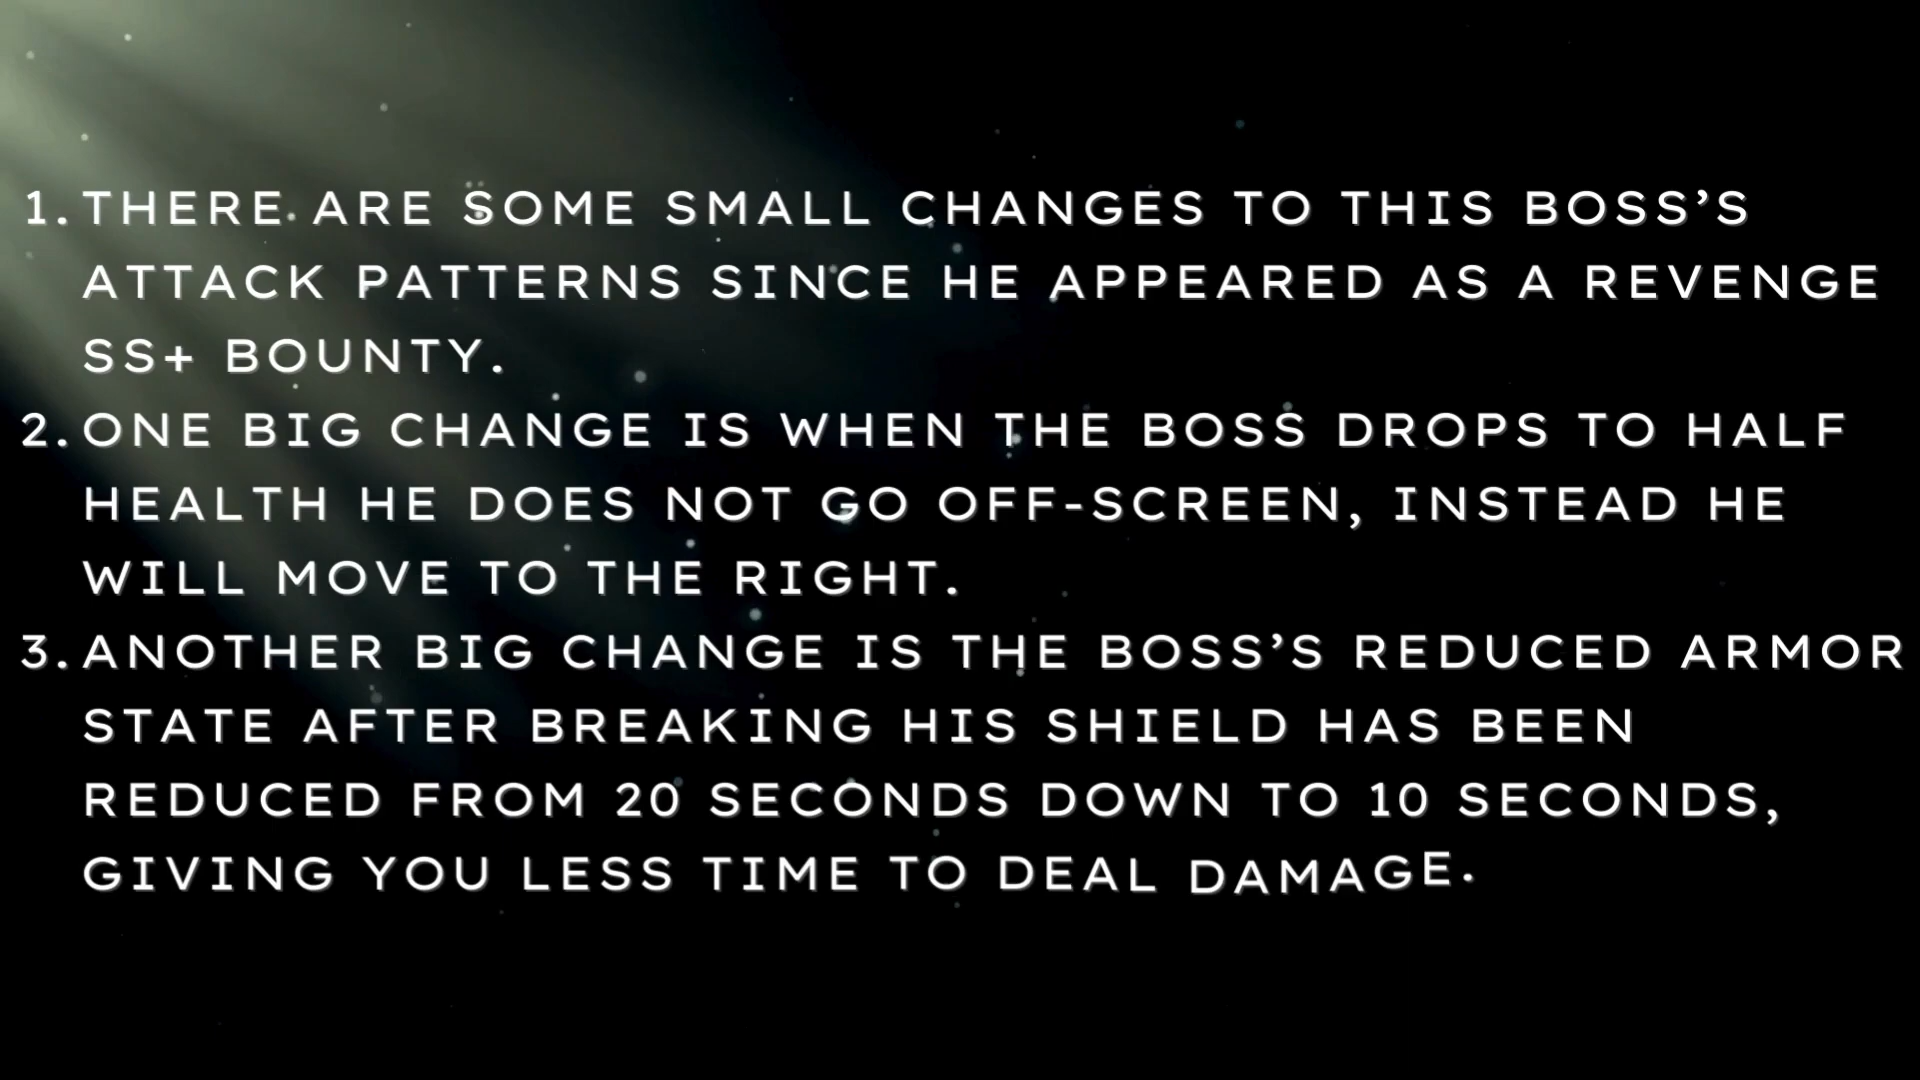 1. THERE ARE SOME SMALL CHANGES TO THIS BOSS’S
ATTACK PATTERNS SINCE HE APPEARED AS A REVENGE
SS+ BOUNTY.
2. ONE BIG CHANGE IS WHEN THE BOSS DROPS TO HALF
HEALTH HE DOES NOT GO OFF-SCREEN, INSTEAD HE
WILL MOVE TO THE RIGHT.
3. ANOTHER BIG CHANGE IS THE BOSS’S REDUCED ARMOR
STATE AFTER BREAKING HIS SHIELD HAS BEEN
REDUCED FROM 20 SECONDS DOWN TO 10 SECONDS,
GIVING YOU LESS TIME TO DEAL DAMAGE.